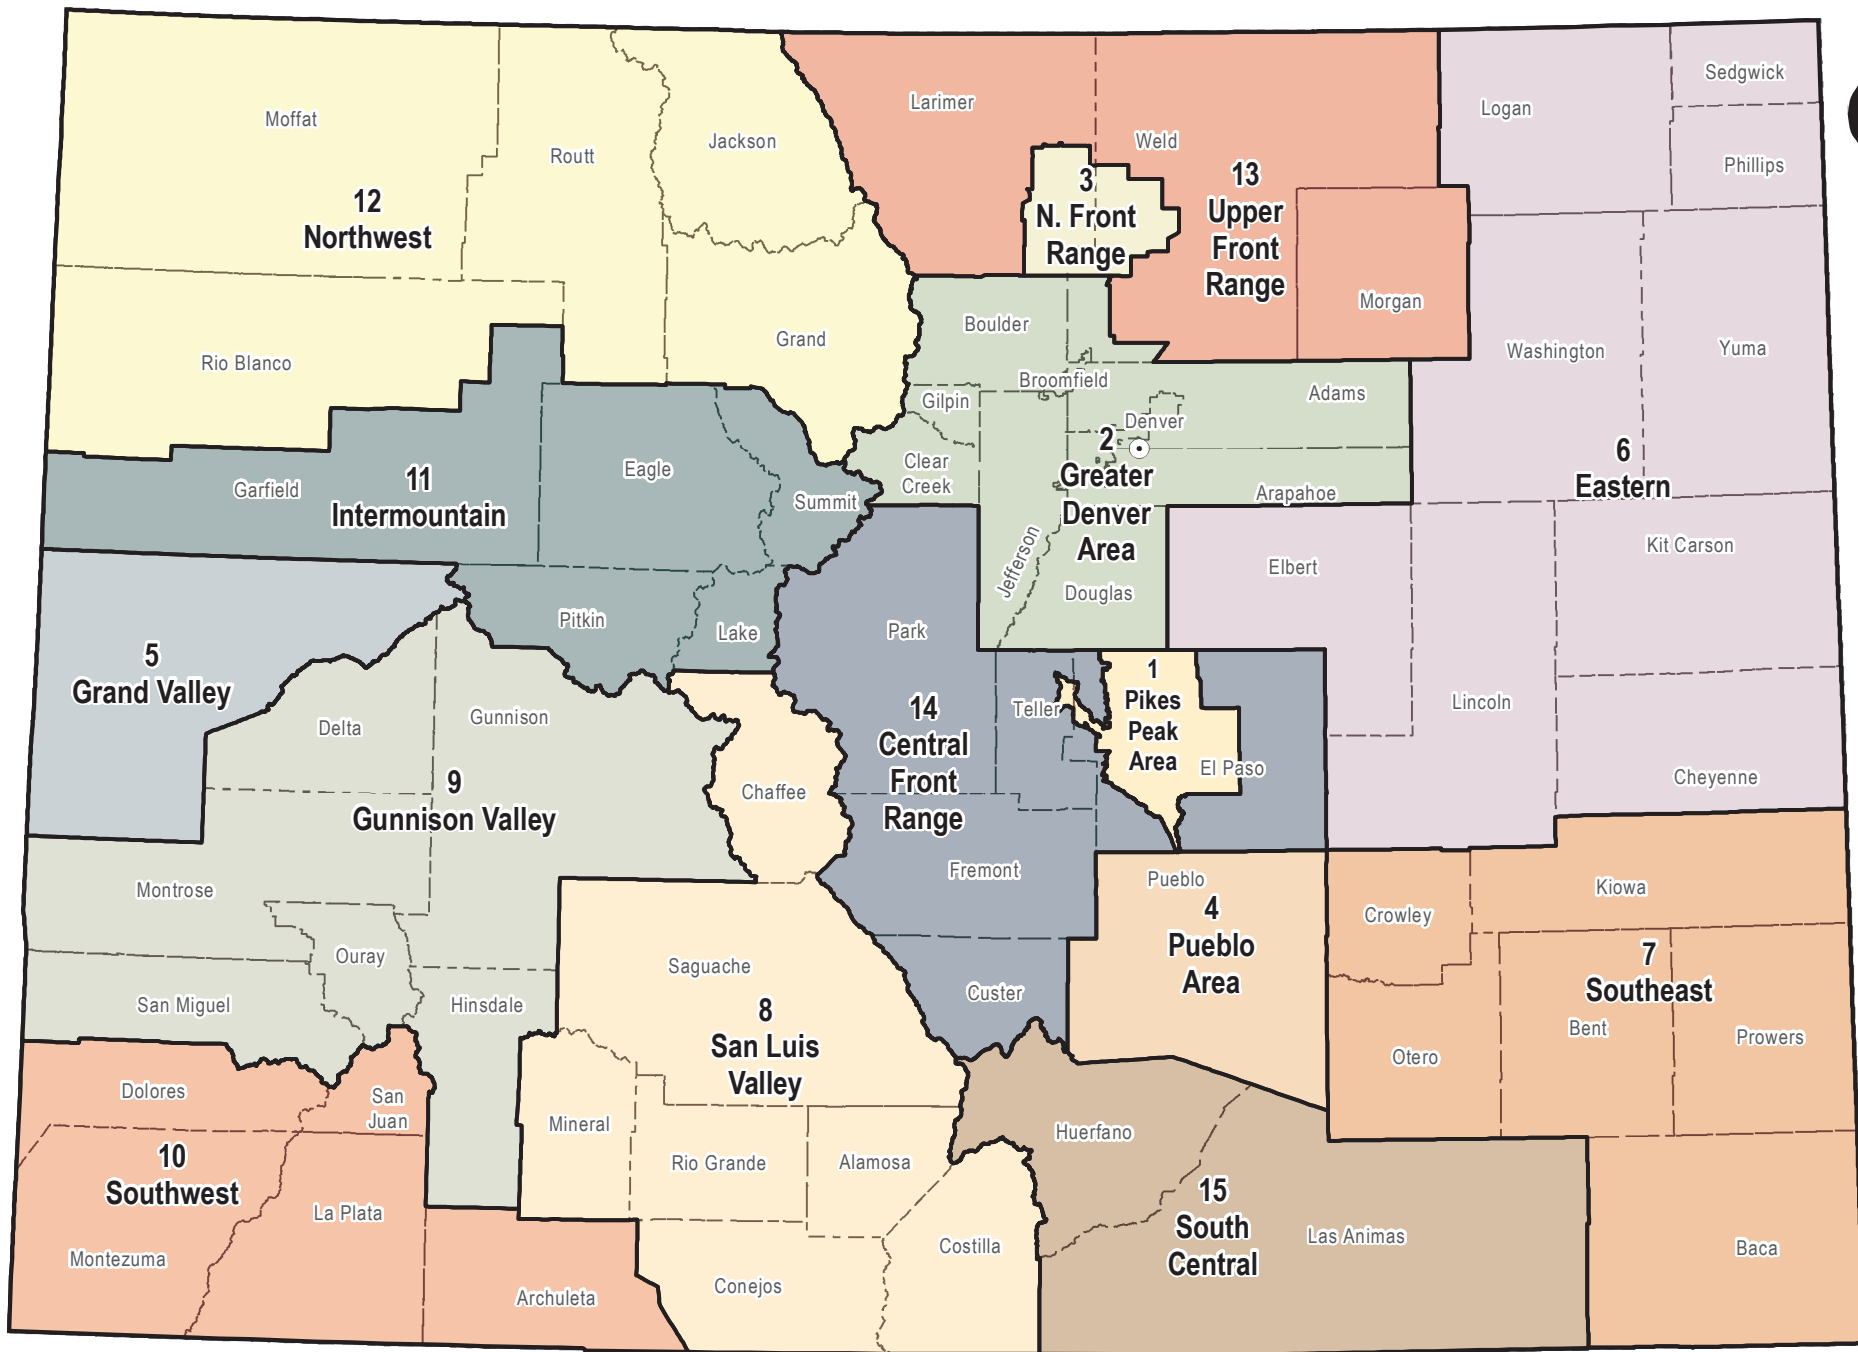 Moffat
Routt
Jackson
12
Northwest
Rio Blanco
Grand
Larimer
Weld
3
N. Front
Range
13
Upper
Front
Range
Morgan
Logan
Sedgwick
Phillips
Washington
Yuma
6
Eastern
Elbert
Lincoln
Kit Carson
Cheyenne
Boulder
Broomfield
Gilpin
Adams
Denver
Clear
Creek
2
Greater
Denver
Area
Arapahoe
Jefferson
Douglas
11
Intermountain
Garfield
Eagle
Summit
Pitkin
Lake
5
Grand Valley
Delta
Gunnison
9
Gunnison Valley
Montrose
Ouray
San Miguel
Hinsdale
Chaffee
Park
Teller
14
Central
Front
Range
Fremont
Custer
1
Pikes
Peak
Area
El Paso
Pueblo
4
Pueblo
Area
Crowley
Kiowa
7
Southeast
Otero
Bent
Prowers
Baca
Saguache
8
San Luis
Valley
Mineral
Rio Grande
Alamosa
Conejos
Costilla
Dolores
San
Juan
10
Southwest
La Plata
Montezuma
Archuleta
Huerfano
15
South
Central
Las Animas